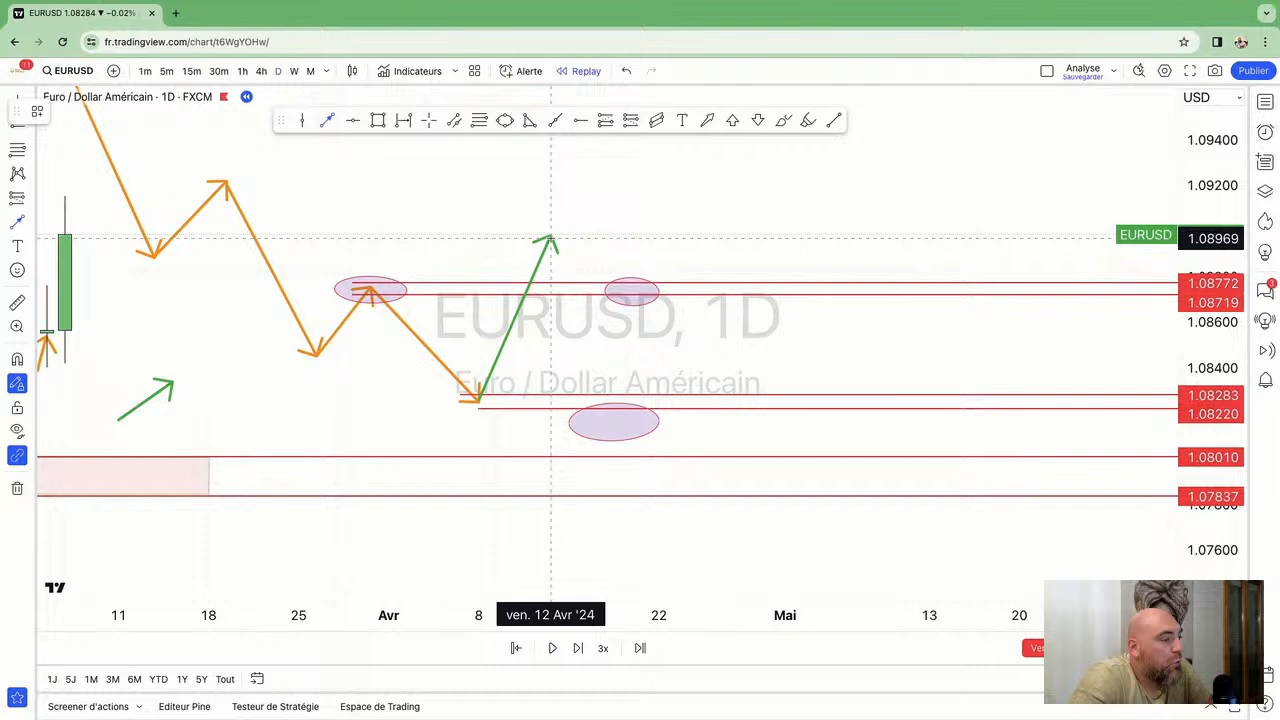 EURUSD 1.08284 ▼ −0.02%
fr.tradingview.com/chart/t6WgYOHw/
11
EURUSD
1m 5m 15m 30m 1h 4h D W M
Indicateurs
Alerte
Replay
Analyse
Sauvegarder
Publier
Euro / Dollar Américain · 1D · FXCM
USD
1.09400
1.09200
EURUSD 1.08969
1.08772
1.08719
1.08600
1.08400
1.08283
1.08220
1.08010
1.07837
1.07600
3
EURUSD, 1D
Euro / Dollar Américain
11 18 25 Avr 8 ven. 12 Avr '24 22 Mai 13 20
3x
1J 5J 1M 3M 6M YTD 1Y 5Y Tout
Screener d'actions Editeur Pine Testeur de Stratégie Espace de Trading